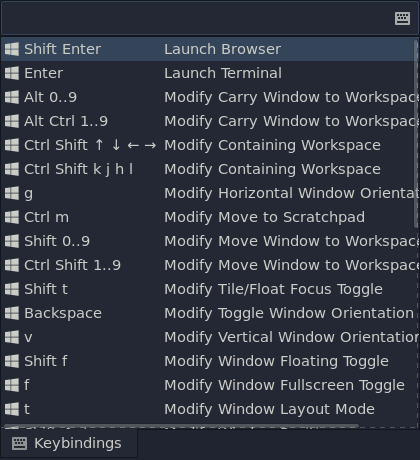 Shift Enter Launch Browser
Enter Launch Terminal
Alt 0..9 Modify Carry Window to Workspace
Alt Ctrl 1..9 Modify Carry Window to Workspace
Ctrl Shift ↑ ↓ ← → Modify Containing Workspace
Ctrl Shift k j h l Modify Containing Workspace
g Modify Horizontal Window Orientat
Ctrl m Modify Move to Scratchpad
Shift 0..9 Modify Move Window to Workspace
Ctrl Shift 1..9 Modify Move Window to Workspace
Shift t Modify Tile/Float Focus Toggle
Backspace Modify Toggle Window Orientation
v Modify Vertical Window Orientation
Shift f Modify Window Floating Toggle
f Modify Window Fullscreen Toggle
t Modify Window Layout Mode
Keybindings